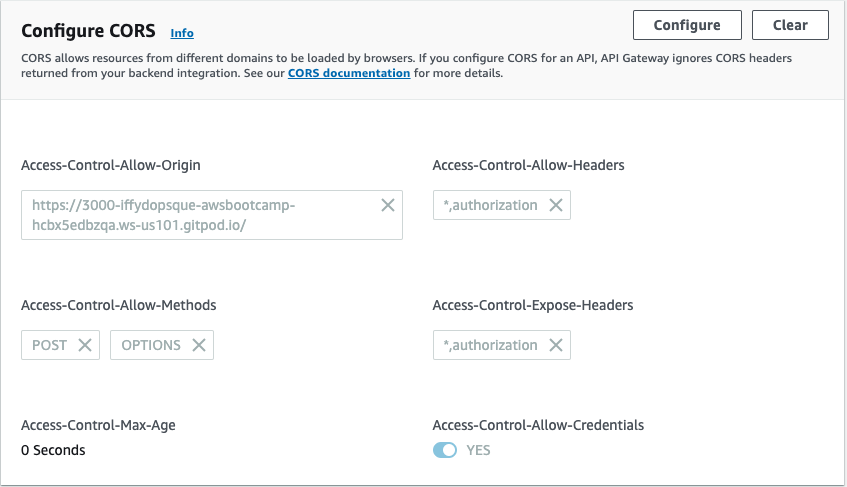 Configure CORS Info
Configure
Clear
CORS allows resources from different domains to be loaded by browsers. If you configure CORS for an API, API Gateway ignores CORS headers
returned from your backend integration. See our CORS documentation for more details.
Access-Control-Allow-Origin
https://3000-iffydopsque-awsbootcamp-
hcbx5edbzqa.ws-us101.gitpod.io/
Access-Control-Allow-Headers
*,authorization
Access-Control-Allow-Methods
POST
OPTIONS
Access-Control-Expose-Headers
*,authorization
Access-Control-Max-Age
0 Seconds
Access-Control-Allow-Credentials
YES